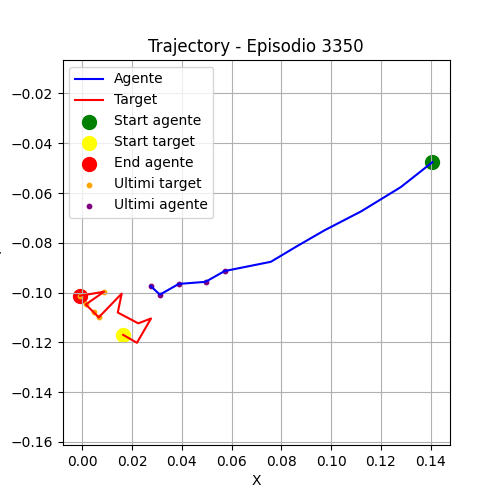 Trajectory - Episodio 3350
Agente
Target
Start agente
Start target
End agente
Ultimi target
Ultimi agente
−0.02
−0.04
−0.06
−0.08
−0.10
−0.12
−0.14
−0.16
0.00 0.02 0.04 0.06 0.08 0.10 0.12 0.14
X